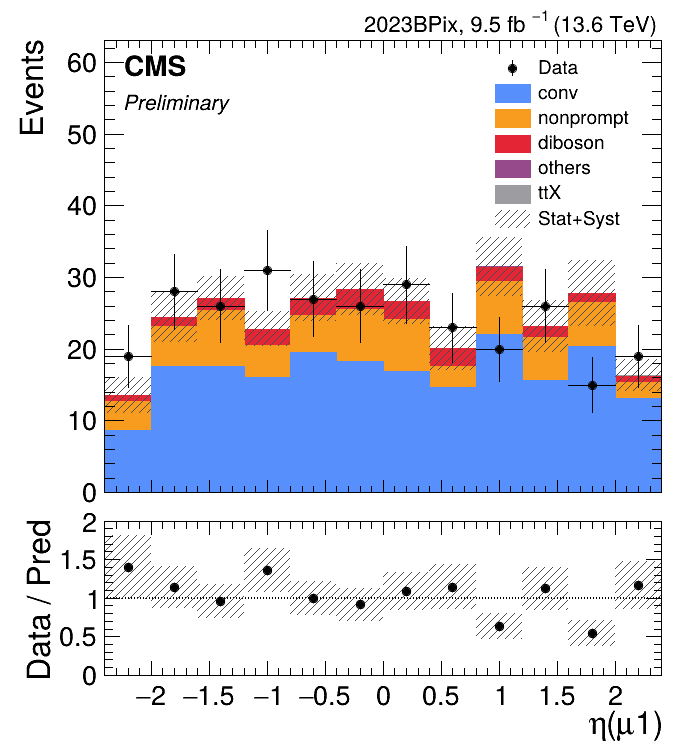 2023BPix, 9.5 fb⁻¹ (13.6 TeV)
Events
60
50
40
30
20
10
0
CMS
Preliminary
Data
conv
nonprompt
diboson
others
ttX
Stat+Syst
Data / Pred
2
1.5
1
0.5
0
−2 −1.5 −1 −0.5 0 0.5 1 1.5 2
η(μ1)